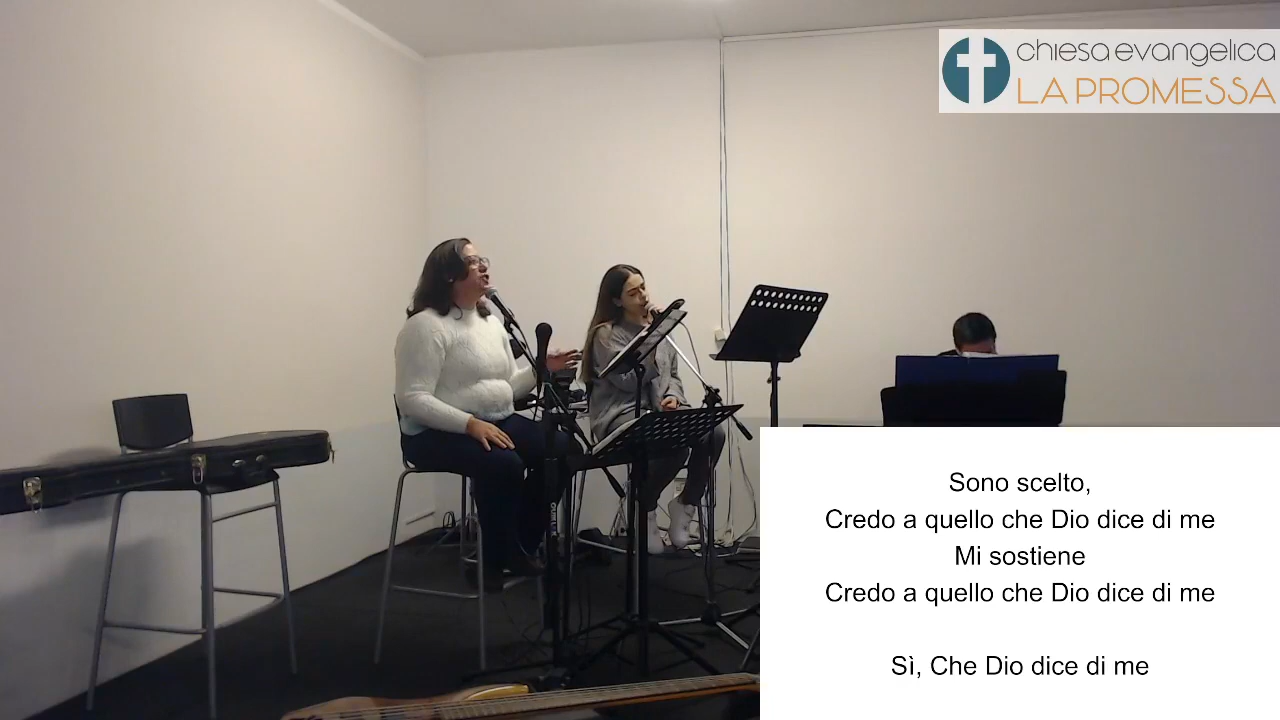 chiesa evangelica
LA PROMESSA
Sono scelto,
Credo a quello che Dio dice di me
Mi sostiene
Credo a quello che Dio dice di me
Sì, Che Dio dice di me